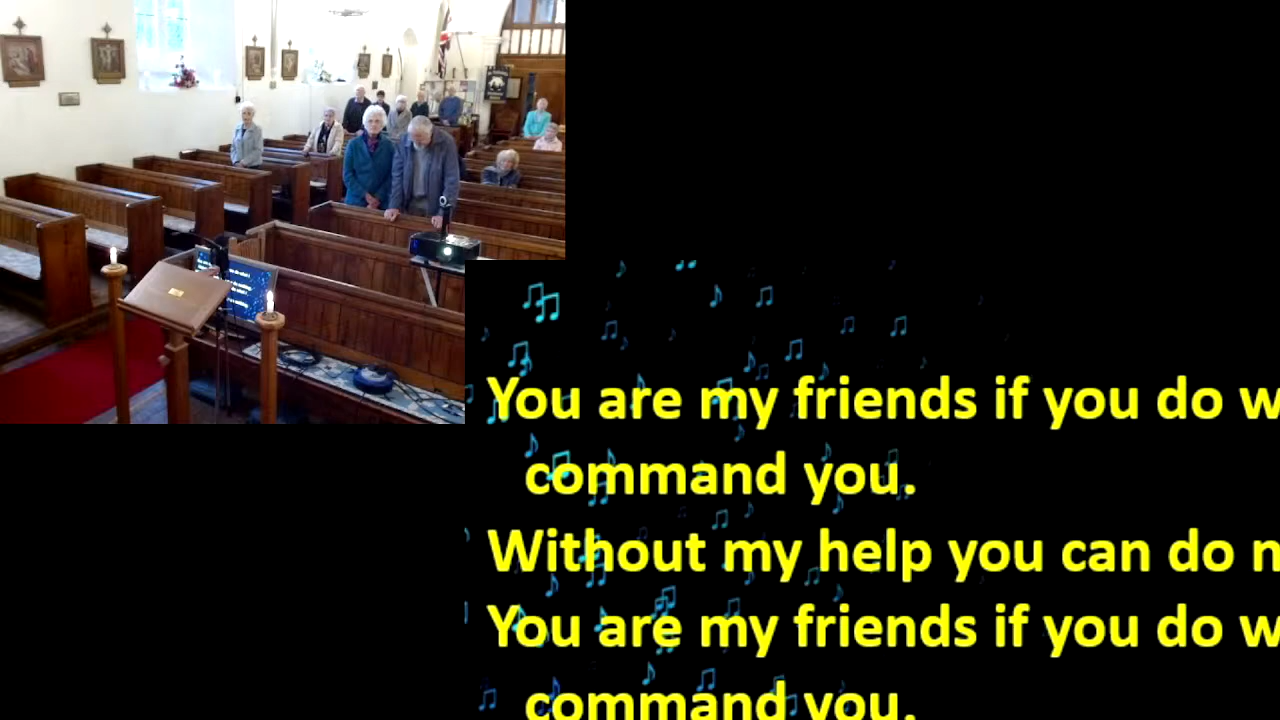 You are my friends if you do w
command you.
Without my help you can do n
You are my friends if you do w
command you.